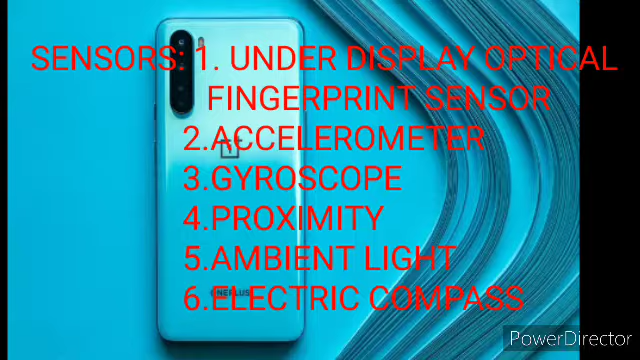 SENSORS: 1. UNDER DISPLAY OPTICAL
FINGERPRINT SENSOR
2.ACCELEROMETER
3.GYROSCOPE
4.PROXIMITY
5.AMBIENT LIGHT
6.ELECTRIC COMPASS
ONEPLUS
PowerDirector